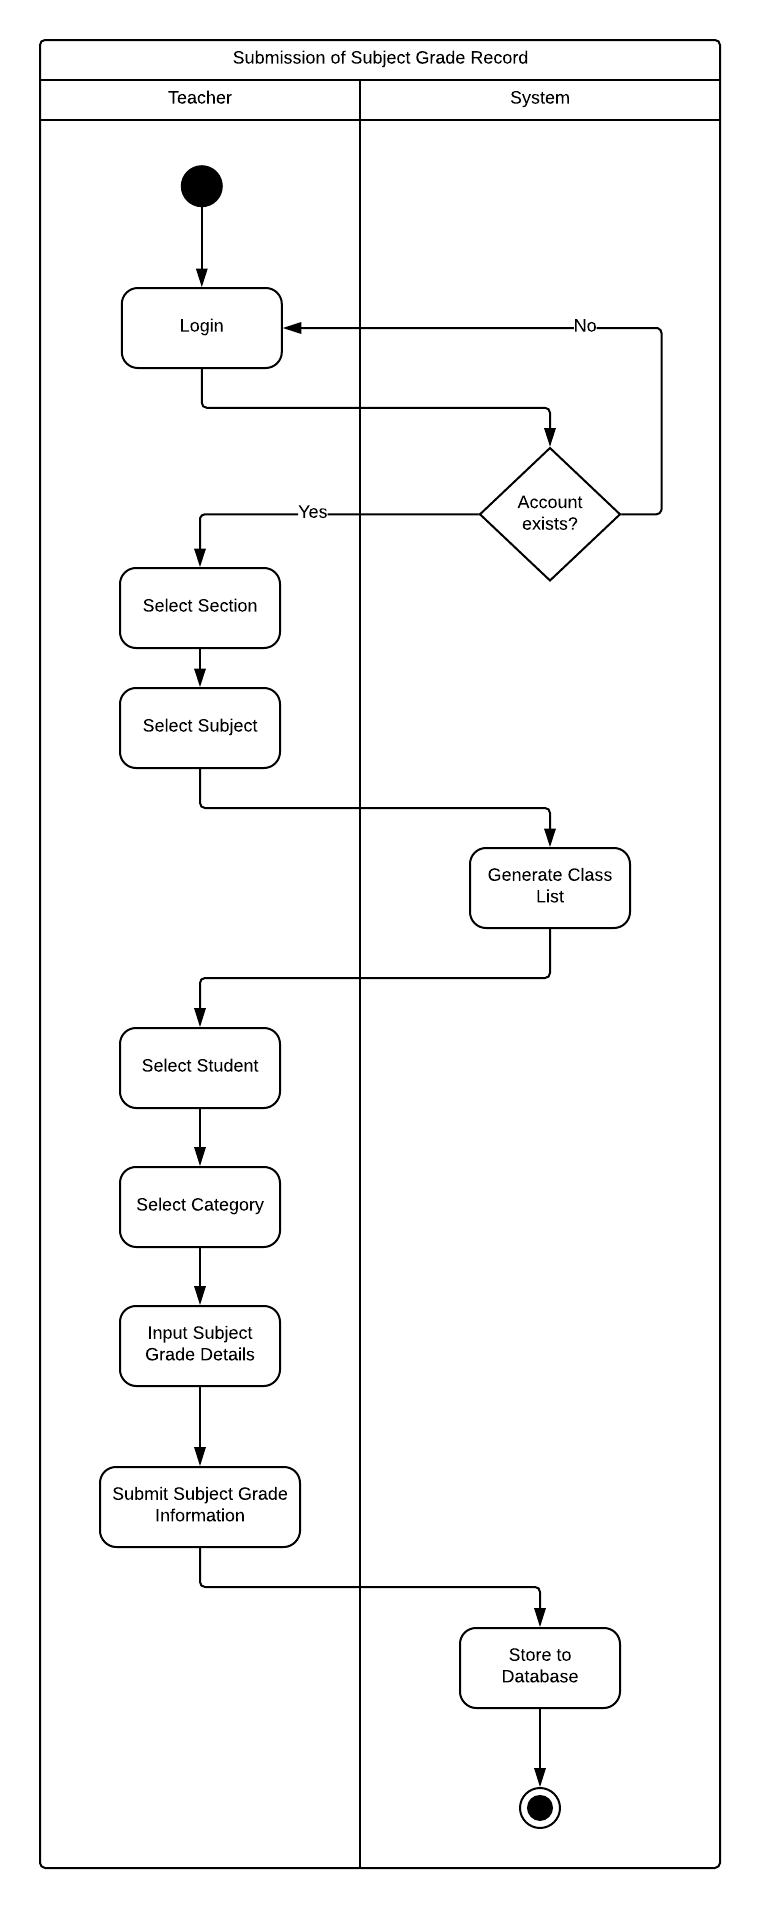 Submission of Subject Grade Record
Teacher
System
Login
No
Account
exists?
Yes
Select Section
Select Subject
Generate Class
List
Select Student
Select Category
Input Subject
Grade Details
Submit Subject Grade
Information
Store to
Database